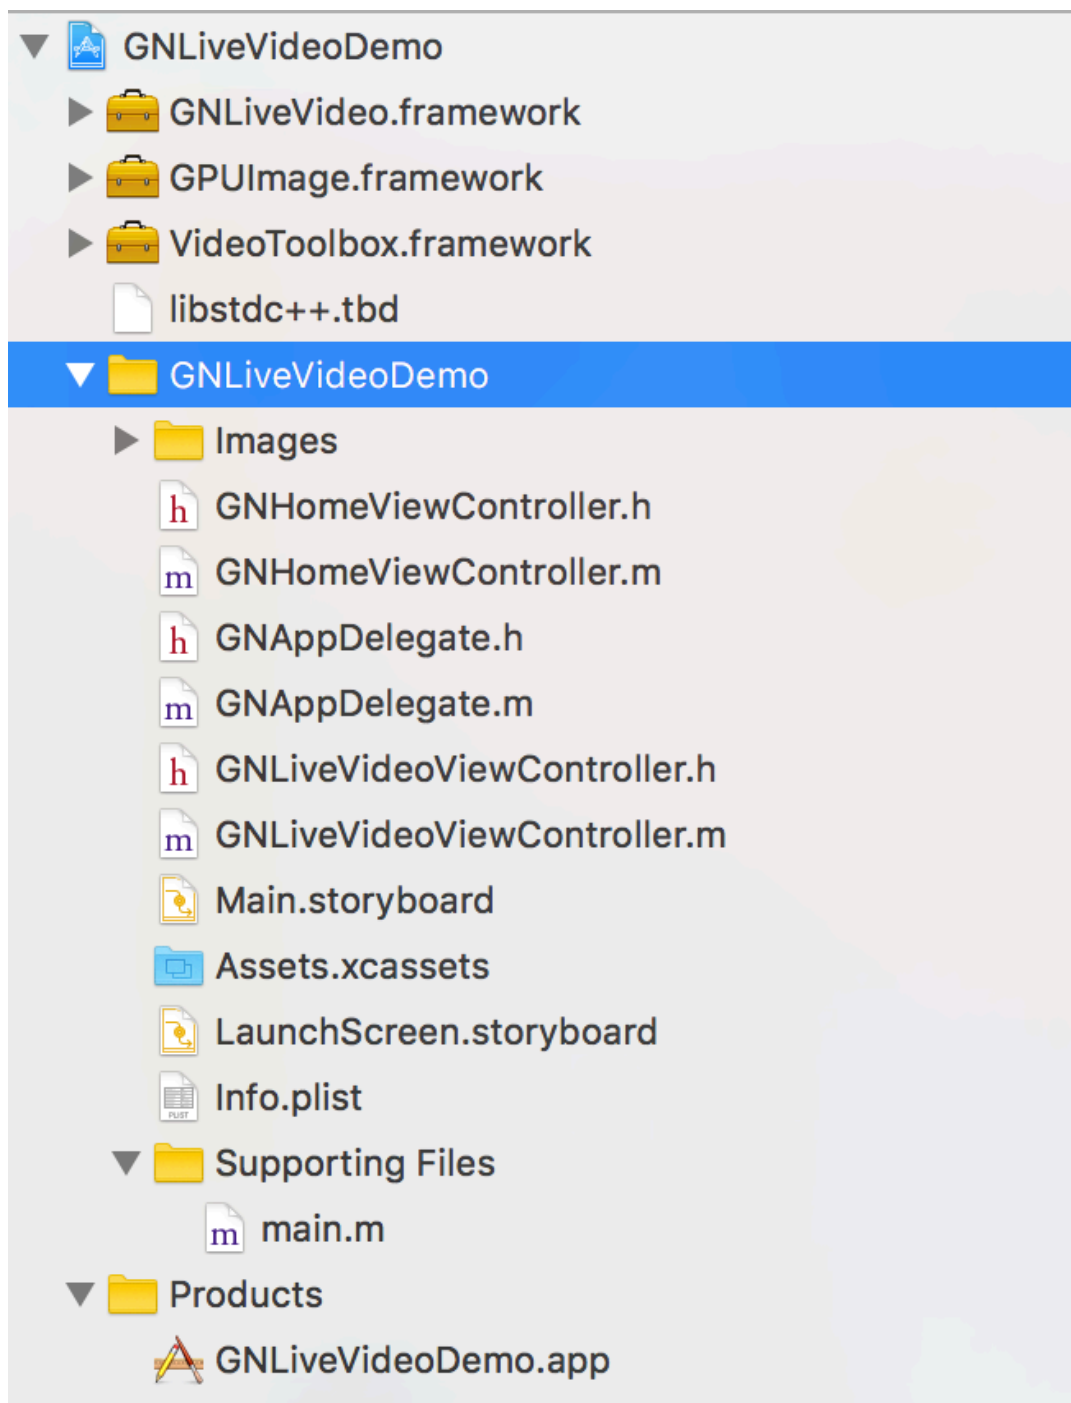 GNLiveVideoDemo
GNLiveVideo.framework
GPUImage.framework
VideoToolbox.framework
libstdc++.tbd
GNLiveVideoDemo
Images
h GNHomeViewController.h
m GNHomeViewController.m
h GNAppDelegate.h
m GNAppDelegate.m
h GNLiveVideoViewController.h
m GNLiveVideoViewController.m
Main.storyboard
Assets.xcassets
LaunchScreen.storyboard
PLIST Info.plist
Supporting Files
m main.m
Products
GNLiveVideoDemo.app